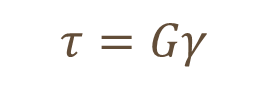 τ = Gγ